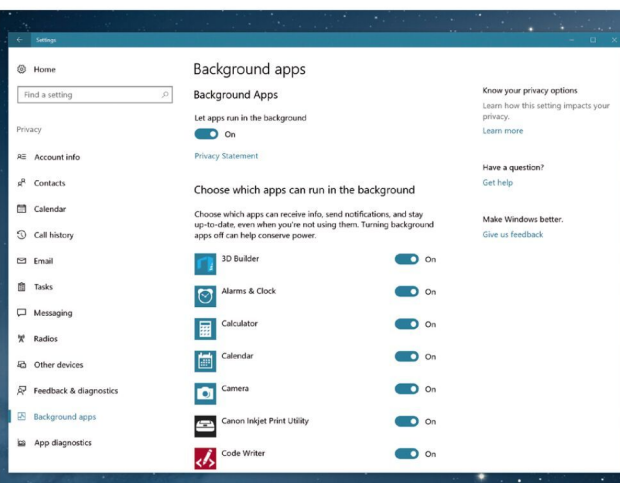 Settings
Home
Find a setting
Privacy
Account info
Contacts
Calendar
Call history
Email
Tasks
Messaging
Radios
Other devices
Feedback & diagnostics
Background apps
App diagnostics
Background apps
Background Apps
Let apps run in the background
On
Privacy Statement
Choose which apps can run in the background
Choose which apps can receive info, send notifications, and stay
up-to-date, even when you're not using them. Turning background
apps off can help conserve power.
3D Builder On
Alarms & Clock On
Calculator On
Calendar On
Camera On
Canon Inkjet Print Utility On
Code Writer On
Know your privacy options
Learn how this setting impacts your
privacy.
Learn more
Have a question?
Get help
Make Windows better.
Give us feedback